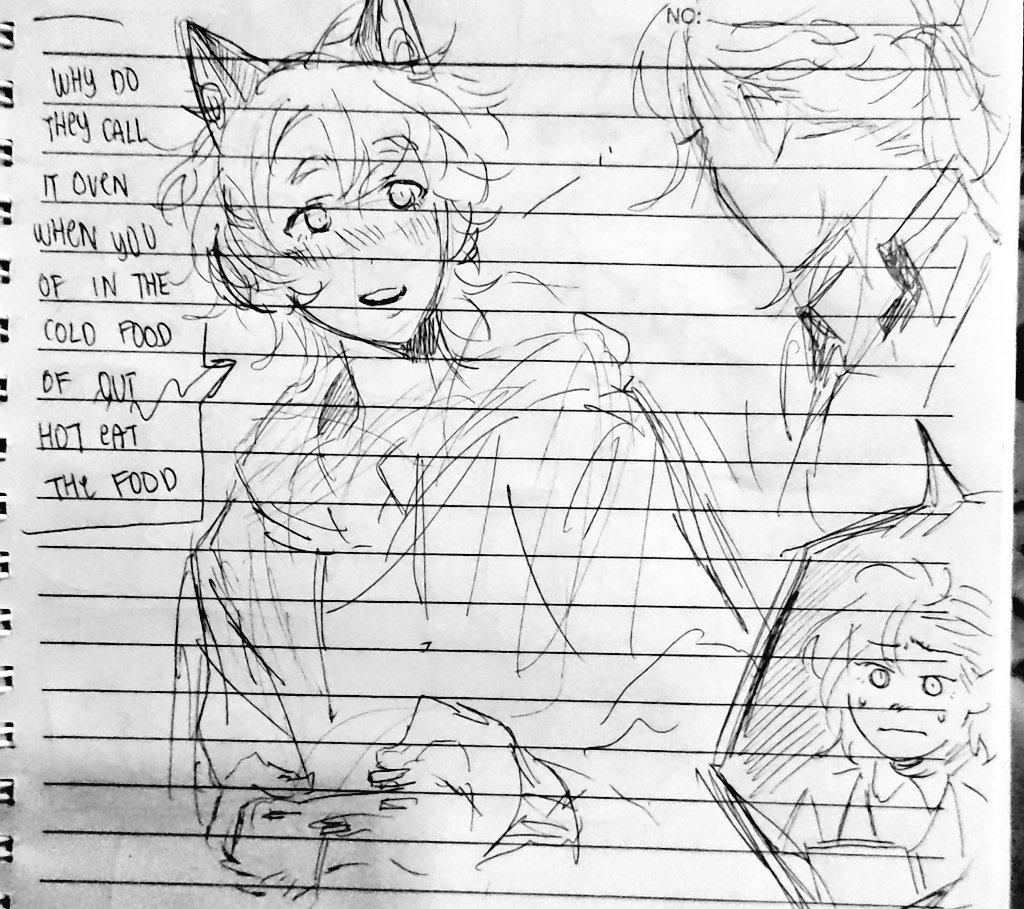 NO:
WHY DO
THEY CALL
IT OVEN
WHEN YOU
OF IN THE
COLD FOOD
OF OUT
HOT EAT
THE FOOD